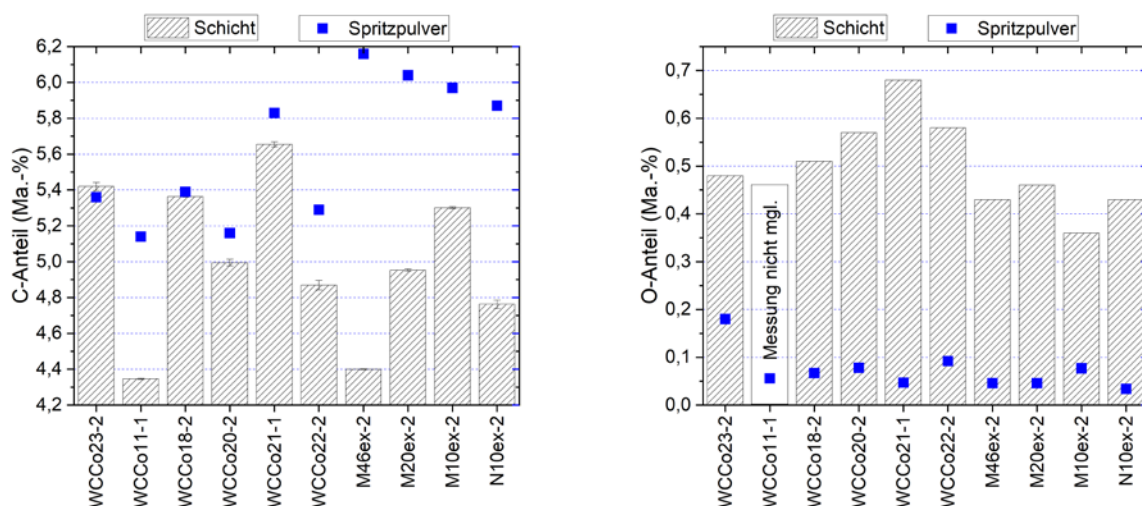 Schicht
Spritzpulver
6,2
6,0
5,8
5,6
5,4
5,2
5,0
4,8
4,6
4,4
4,2
C-Anteil (Ma.-%)
WCCo23-2
WCCo11-1
WCCo18-2
WCCo20-2
WCCo21-1
WCCo22-2
M46ex-2
M20ex-2
M10ex-2
N10ex-2
Schicht
Spritzpulver
0,7
0,6
0,5
0,4
0,3
0,2
0,1
0,0
O-Anteil (Ma.-%)
Messung nicht mgl.
WCCo23-2
WCCo11-1
WCCo18-2
WCCo20-2
WCCo21-1
WCCo22-2
M46ex-2
M20ex-2
M10ex-2
N10ex-2